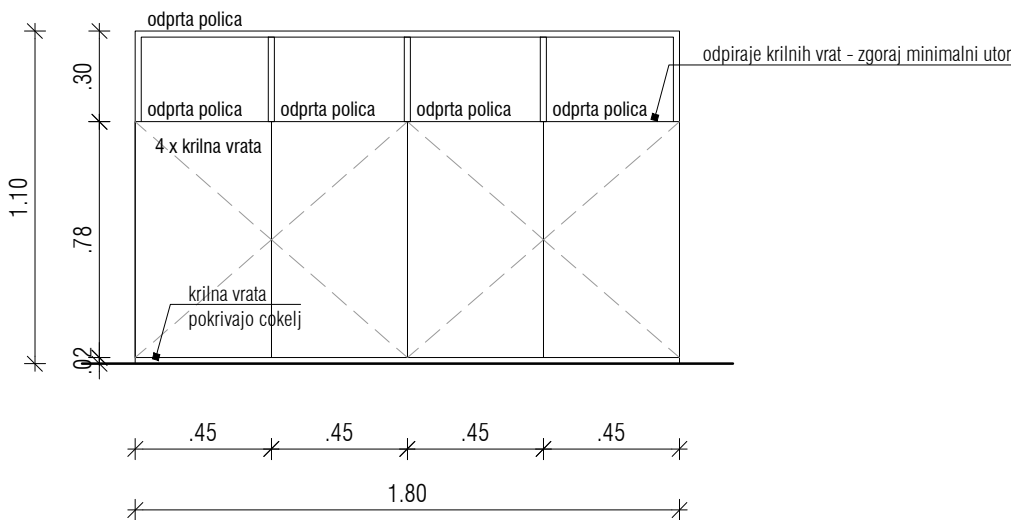 odprta polica
odpiraje krilnih vrat - zgoraj minimalni utor
.30
odprta polica
odprta polica
odprta polica
odprta polica
4 x krilna vrata
1.10
.78
krilna vrata
pokrivajo cokelj
.02
.45
.45
.45
.45
1.80